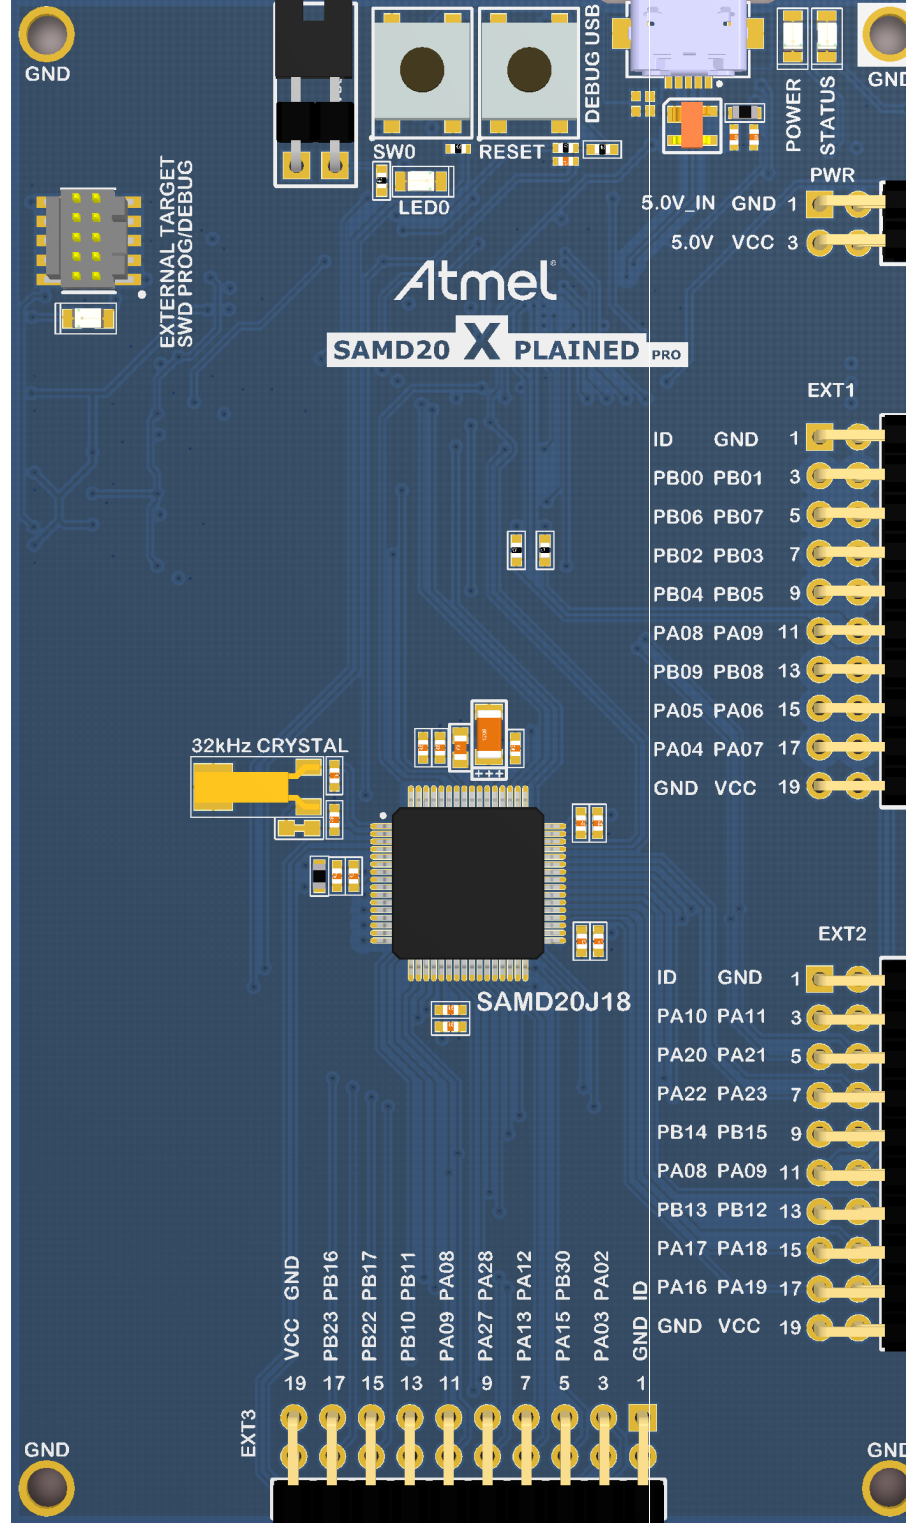 GND
SW0
RESET
DEBUG USB
POWER
STATUS
GND
LED0
PWR
5.0V_IN GND 1
5.0V VCC 3
EXTERNAL TARGET
SWD PROG/DEBUG
Atmel
SAMD20 X PLAINED PRO
EXT1
ID GND 1
PB00 PB01 3
PB06 PB07 5
PB02 PB03 7
PB04 PB05 9
PA08 PA09 11
PB09 PB08 13
PA05 PA06 15
PA04 PA07 17
GND VCC 19
32kHz CRYSTAL
+++
SAMD20J18
EXT2
ID GND 1
PA10 PA11 3
PA20 PA21 5
PA22 PA23 7
PB14 PB15 9
PA08 PA09 11
PB13 PB12 13
PA17 PA18 15
PA16 PA19 17
GND VCC 19
EXT3
19 VCC GND
17 PB23 PB16
15 PB22 PB17
13 PB10 PB11
11 PA09 PA08
9 PA27 PA28
7 PA13 PA12
5 PA15 PB30
3 PA03 PA02
1 GND ID
GND
GND